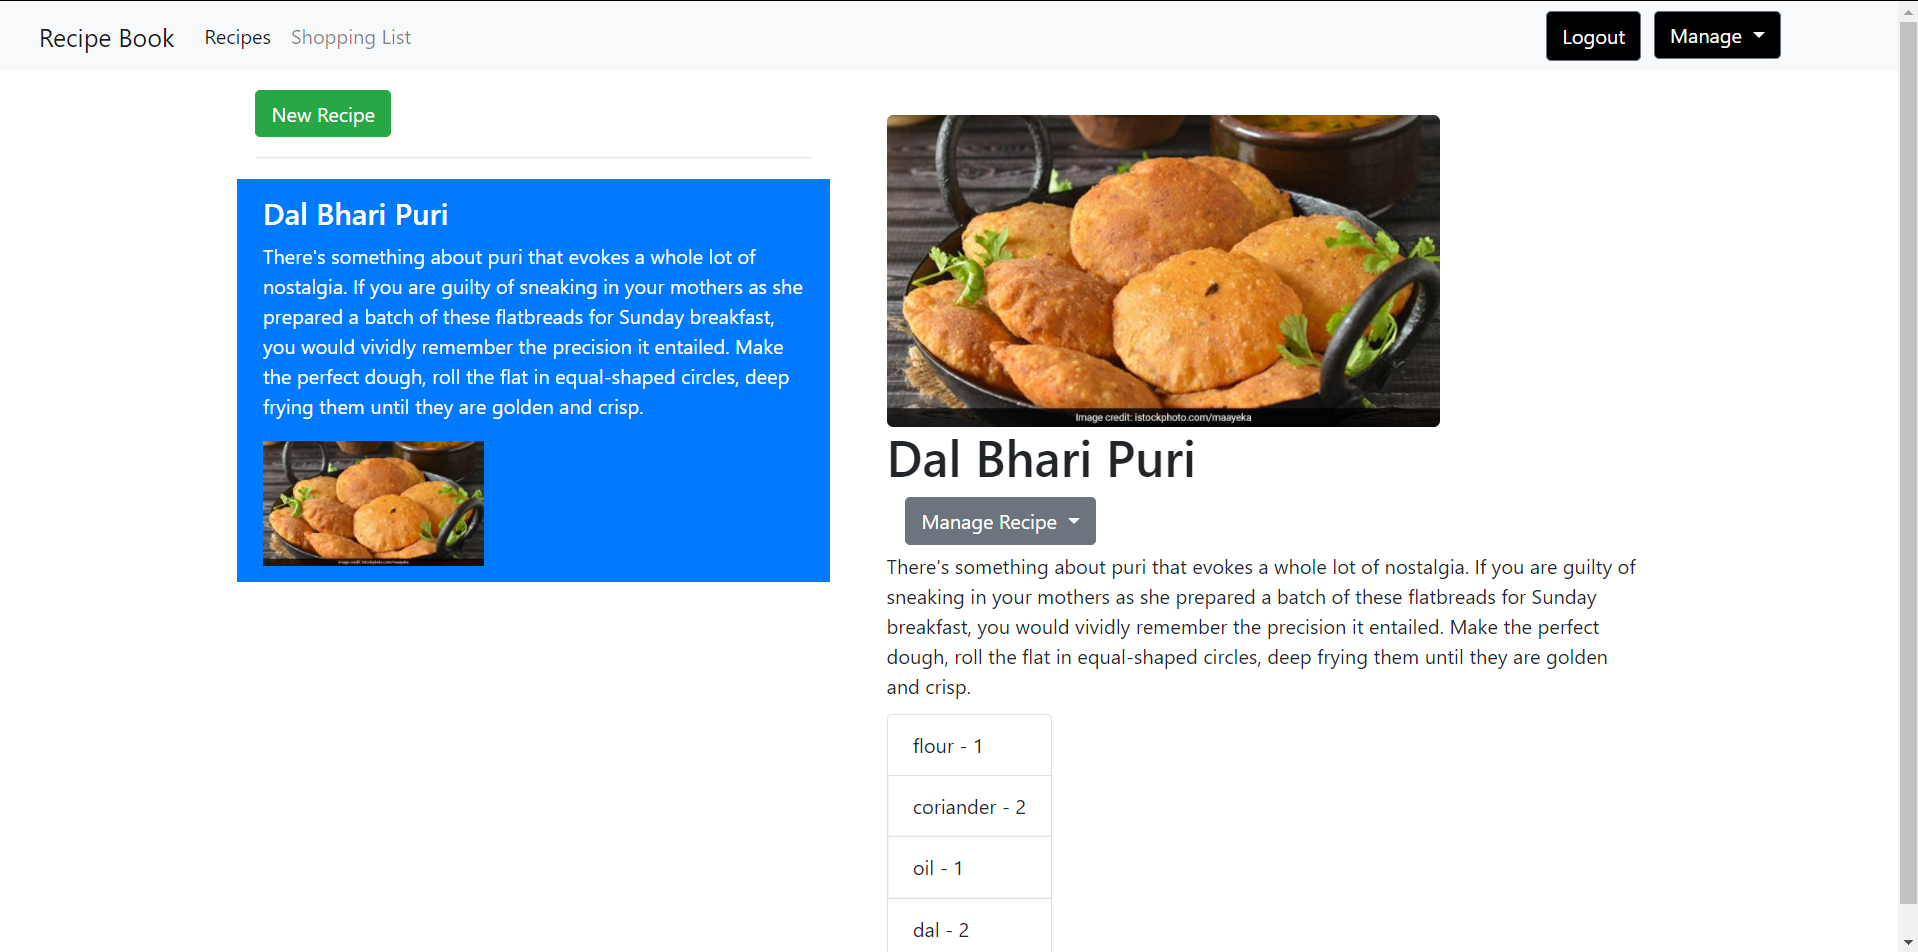 Recipe Book Recipes Shopping List Logout Manage
New Recipe
Dal Bhari Puri
There's something about puri that evokes a whole lot of
nostalgia. If you are guilty of sneaking in your mothers as she
prepared a batch of these flatbreads for Sunday breakfast,
you would vividly remember the precision it entailed. Make
the perfect dough, roll the flat in equal-shaped circles, deep
frying them until they are golden and crisp.
Image credit: istockphoto.com/maayeka
Image credit: istockphoto.com/maayeka
Dal Bhari Puri
Manage Recipe
There's something about puri that evokes a whole lot of nostalgia. If you are guilty of
sneaking in your mothers as she prepared a batch of these flatbreads for Sunday
breakfast, you would vividly remember the precision it entailed. Make the perfect
dough, roll the flat in equal-shaped circles, deep frying them until they are golden
and crisp.
flour - 1
coriander - 2
oil - 1
dal - 2